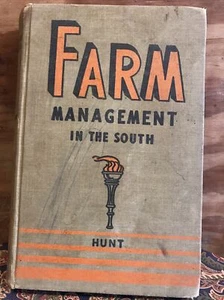 FARM
MANAGEMENT
IN THE SOUTH
HUNT